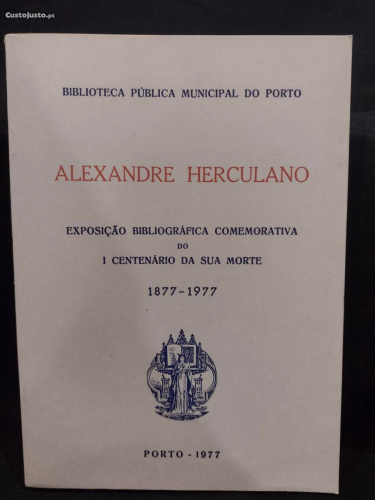 CustoJusto.pt
BIBLIOTECA PÚBLICA MUNICIPAL DO PORTO
ALEXANDRE HERCULANO
EXPOSIÇÃO BIBLIOGRÁFICA COMEMORATIVA
DO
I CENTENÁRIO DA SUA MORTE
1877-1977
PORTO - 1977